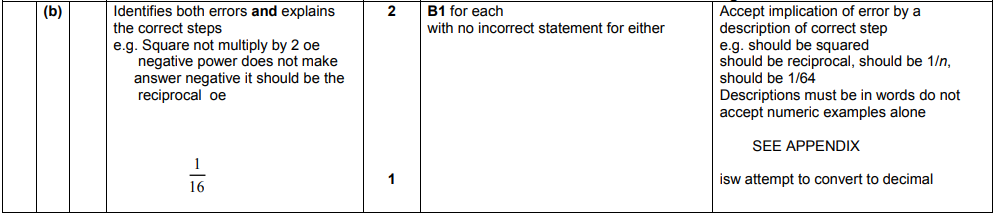 (b)
Identifies both errors and explains
the correct steps
e.g. Square not multiply by 2 oe
negative power does not make
answer negative it should be the
reciprocal oe
1
16
2
1
B1 for each
with no incorrect statement for either
Accept implication of error by a
description of correct step
e.g. should be squared
should be reciprocal, should be 1/n,
should be 1/64
Descriptions must be in words do not
accept numeric examples alone
SEE APPENDIX
isw attempt to convert to decimal